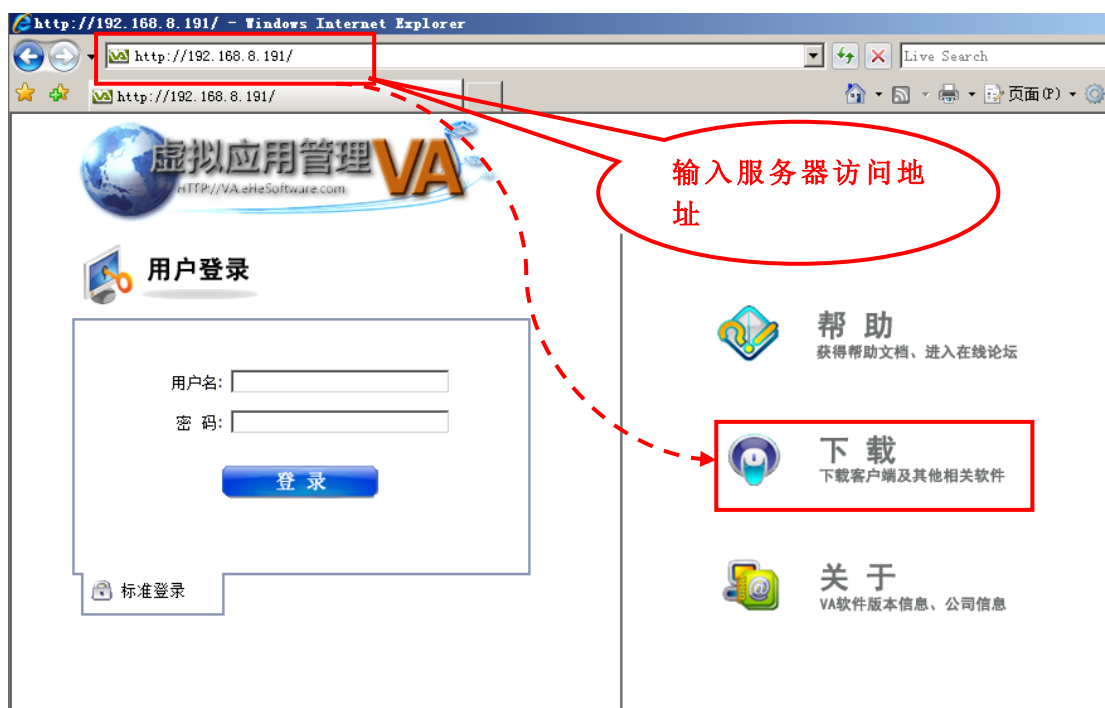 http://192.168.8.191/ - Windows Internet Explorer
http://192.168.8.191/
Live Search
http://192.168.8.191/
页面(P)
虚拟应用管理 VA
HTTP://VA.eHeSoftware.com
输入服务器访问地
址
用户登录
用户名:
密 码:
登 录
标准登录
帮 助
获得帮助文档、进入在线论坛
下 载
下载客户端及其他相关软件
关 于
VA软件版本信息、公司信息